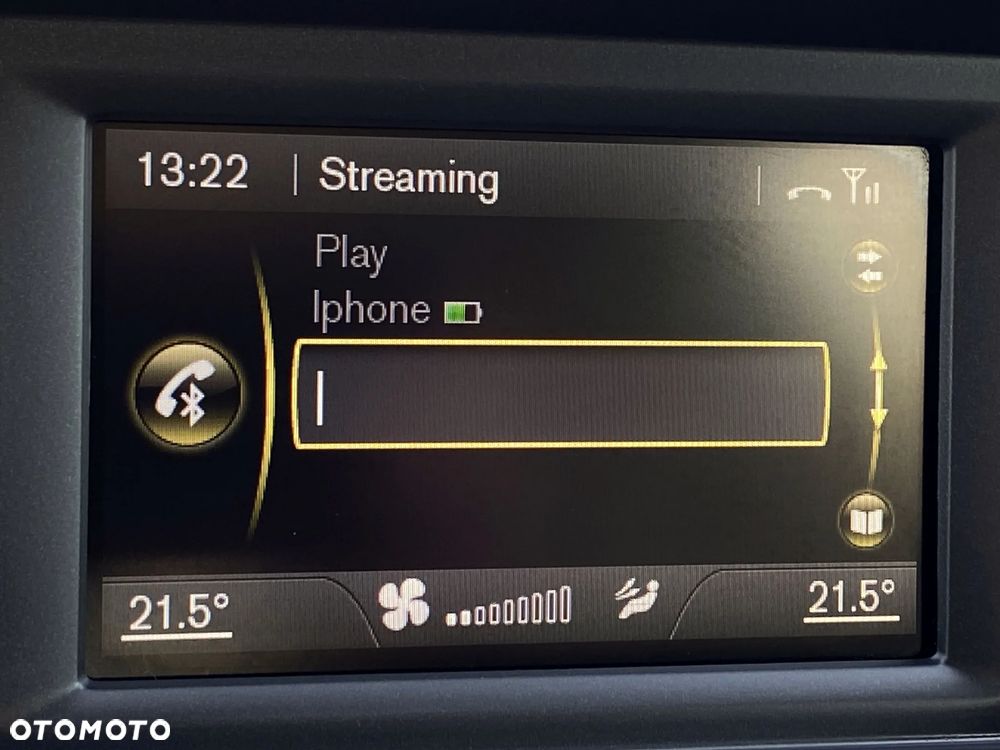 13:22
Streaming
Play
Iphone
21.5°
21.5°
OTOMOTO